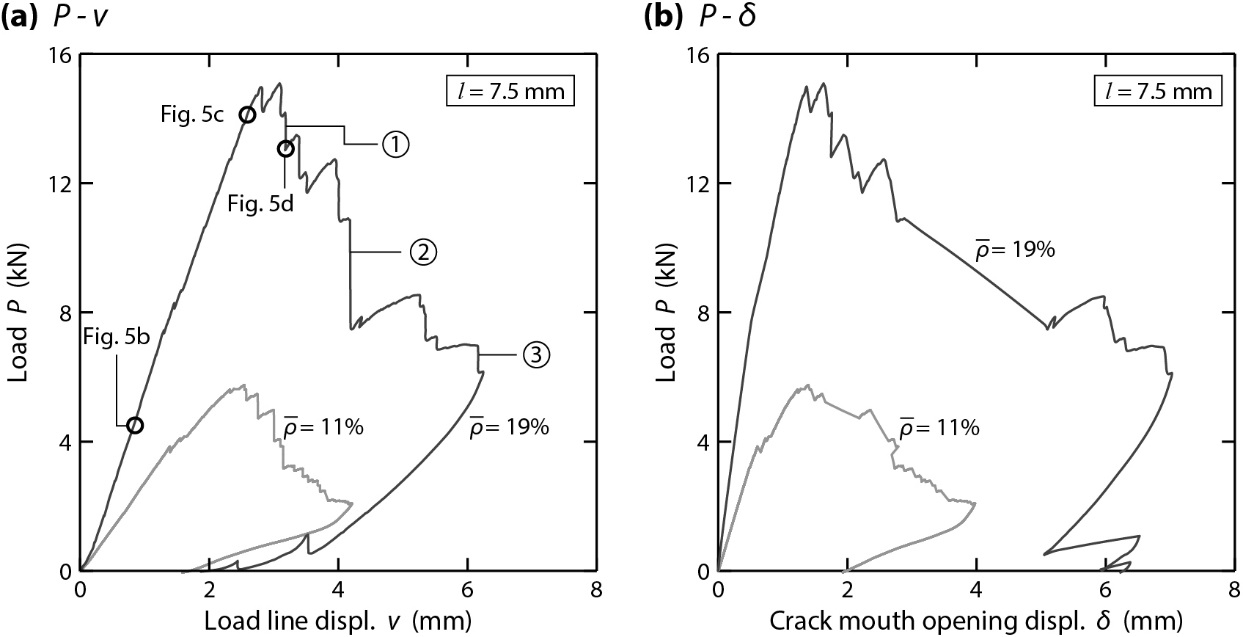 (a) P - v
16
12
8
4
0
0 2 4 6 8
Load P (kN)
Load line displ. v (mm)
l = 7.5 mm
Fig. 5c
1
Fig. 5d
2
Fig. 5b
3
ρ̅ = 11%
ρ̅ = 19%
(b) P - δ
16
12
8
4
0
0 2 4 6 8
Load P (kN)
Crack mouth opening displ. δ (mm)
l = 7.5 mm
ρ̅ = 19%
ρ̅ = 11%